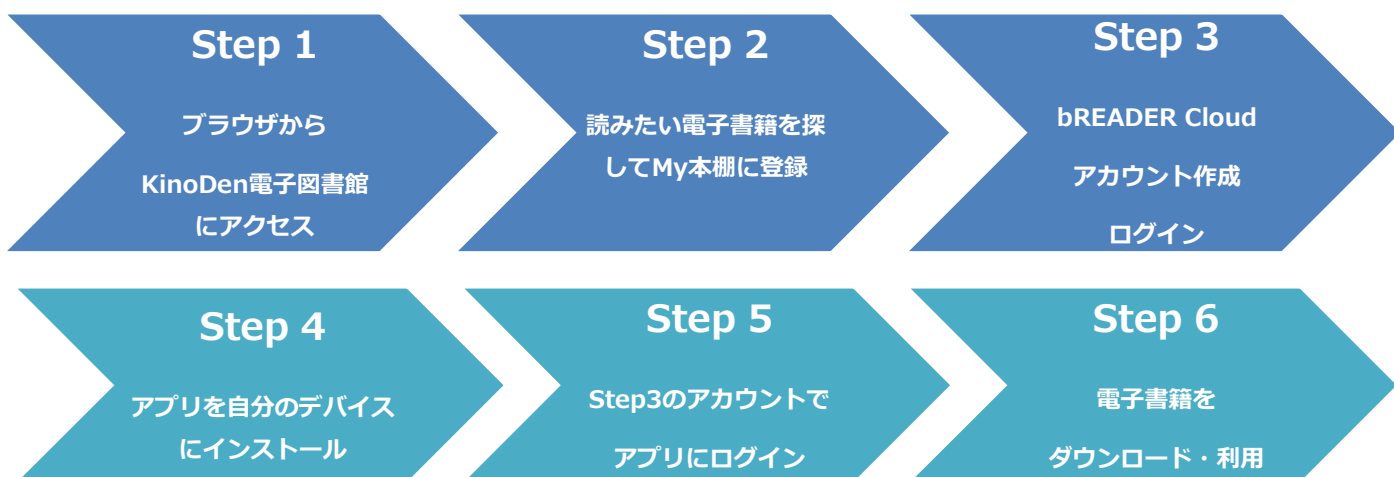 Step 1
ブラウザから
KinoDen電子図書館
にアクセス
Step 2
読みたい電子書籍を探
してMy本棚に登録
Step 3
bREADER Cloud
アカウント作成
ログイン
Step 4
アプリを自分のデバイス
にインストール
Step 5
Step3のアカウントで
アプリにログイン
Step 6
電子書籍を
ダウンロード・利用